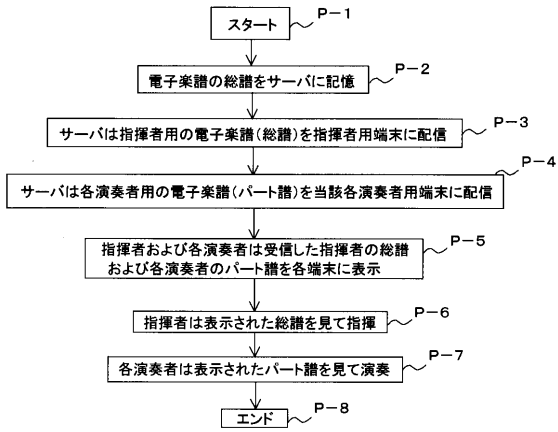 スタート P-1
電子楽譜の総譜をサーバに記憶 P-2
サーバは指揮者用の電子楽譜(総譜)を指揮者用端末に配信 P-3
サーバは各演奏者用の電子楽譜(パート譜)を当該各演奏者用端末に配信 P-4
指揮者および各演奏者は受信した指揮者の総譜 P-5
および各演奏者のパート譜を各端末に表示
指揮者は表示された総譜を見て指揮 P-6
各演奏者は表示されたパート譜を見て演奏 P-7
エンド P-8